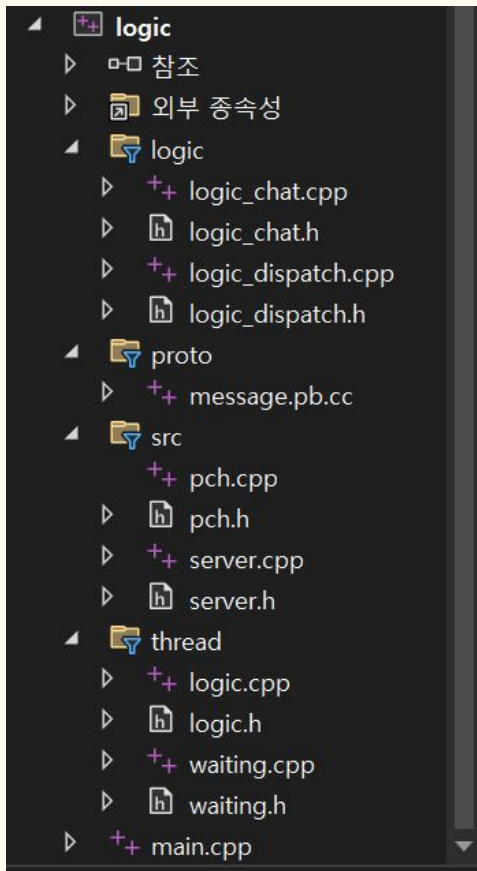 logic
참조
외부 종속성
logic
logic_chat.cpp
logic_chat.h
logic_dispatch.cpp
logic_dispatch.h
proto
message.pb.cc
src
pch.cpp
pch.h
server.cpp
server.h
thread
logic.cpp
logic.h
waiting.cpp
waiting.h
main.cpp